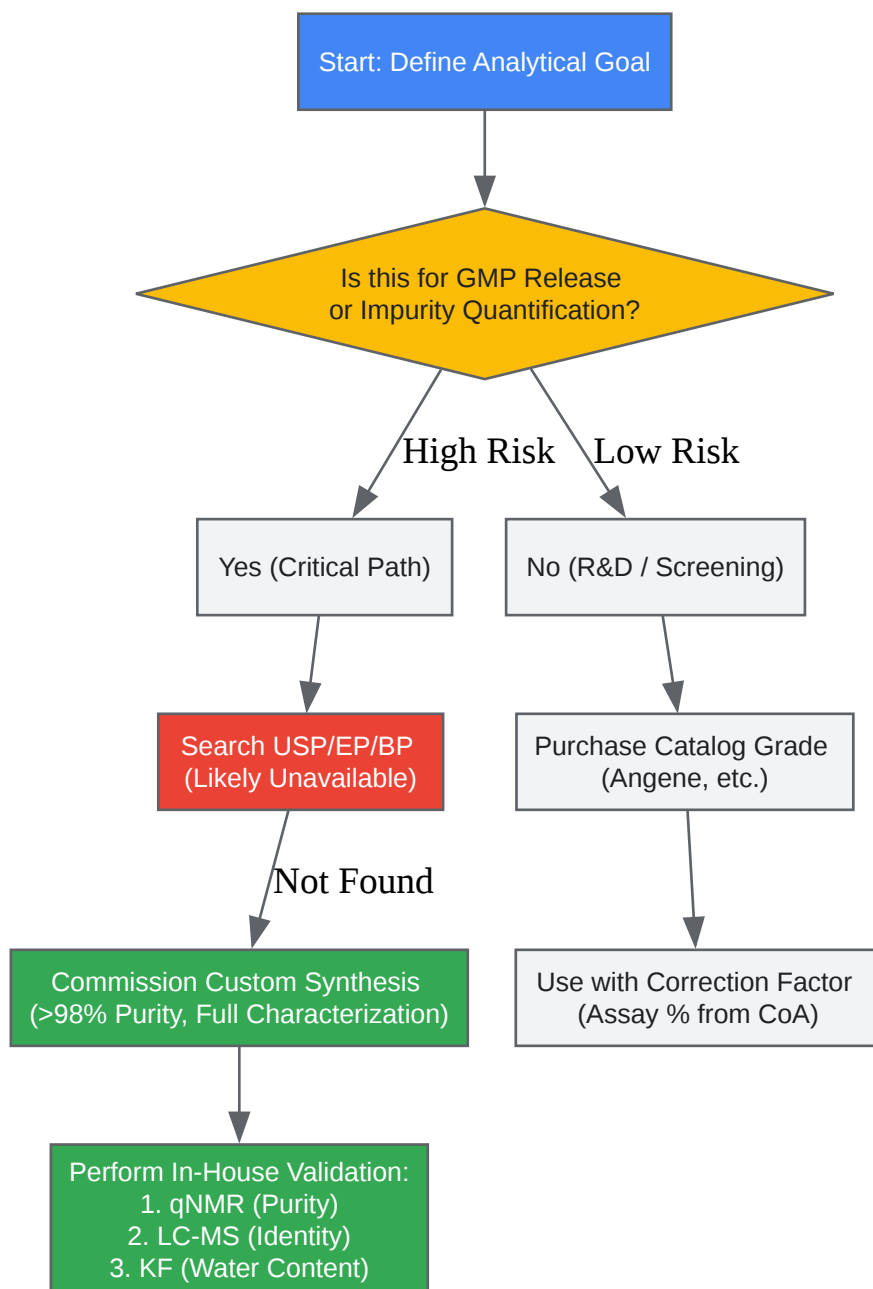 Start: Define Analytical Goal
Is this for GMP Release
or Impurity Quantification?
High Risk
Low Risk
Yes (Critical Path)
No (R&D / Screening)
Search USP/EP/BP
(Likely Unavailable)
Purchase Catalog Grade
(Angene, etc.)
Not Found
Commission Custom Synthesis
(>98% Purity, Full Characterization)
Use with Correction Factor
(Assay % from CoA)
Perform In-House Validation:
1. qNMR (Purity)
2. LC-MS (Identity)
3. KF (Water Content)